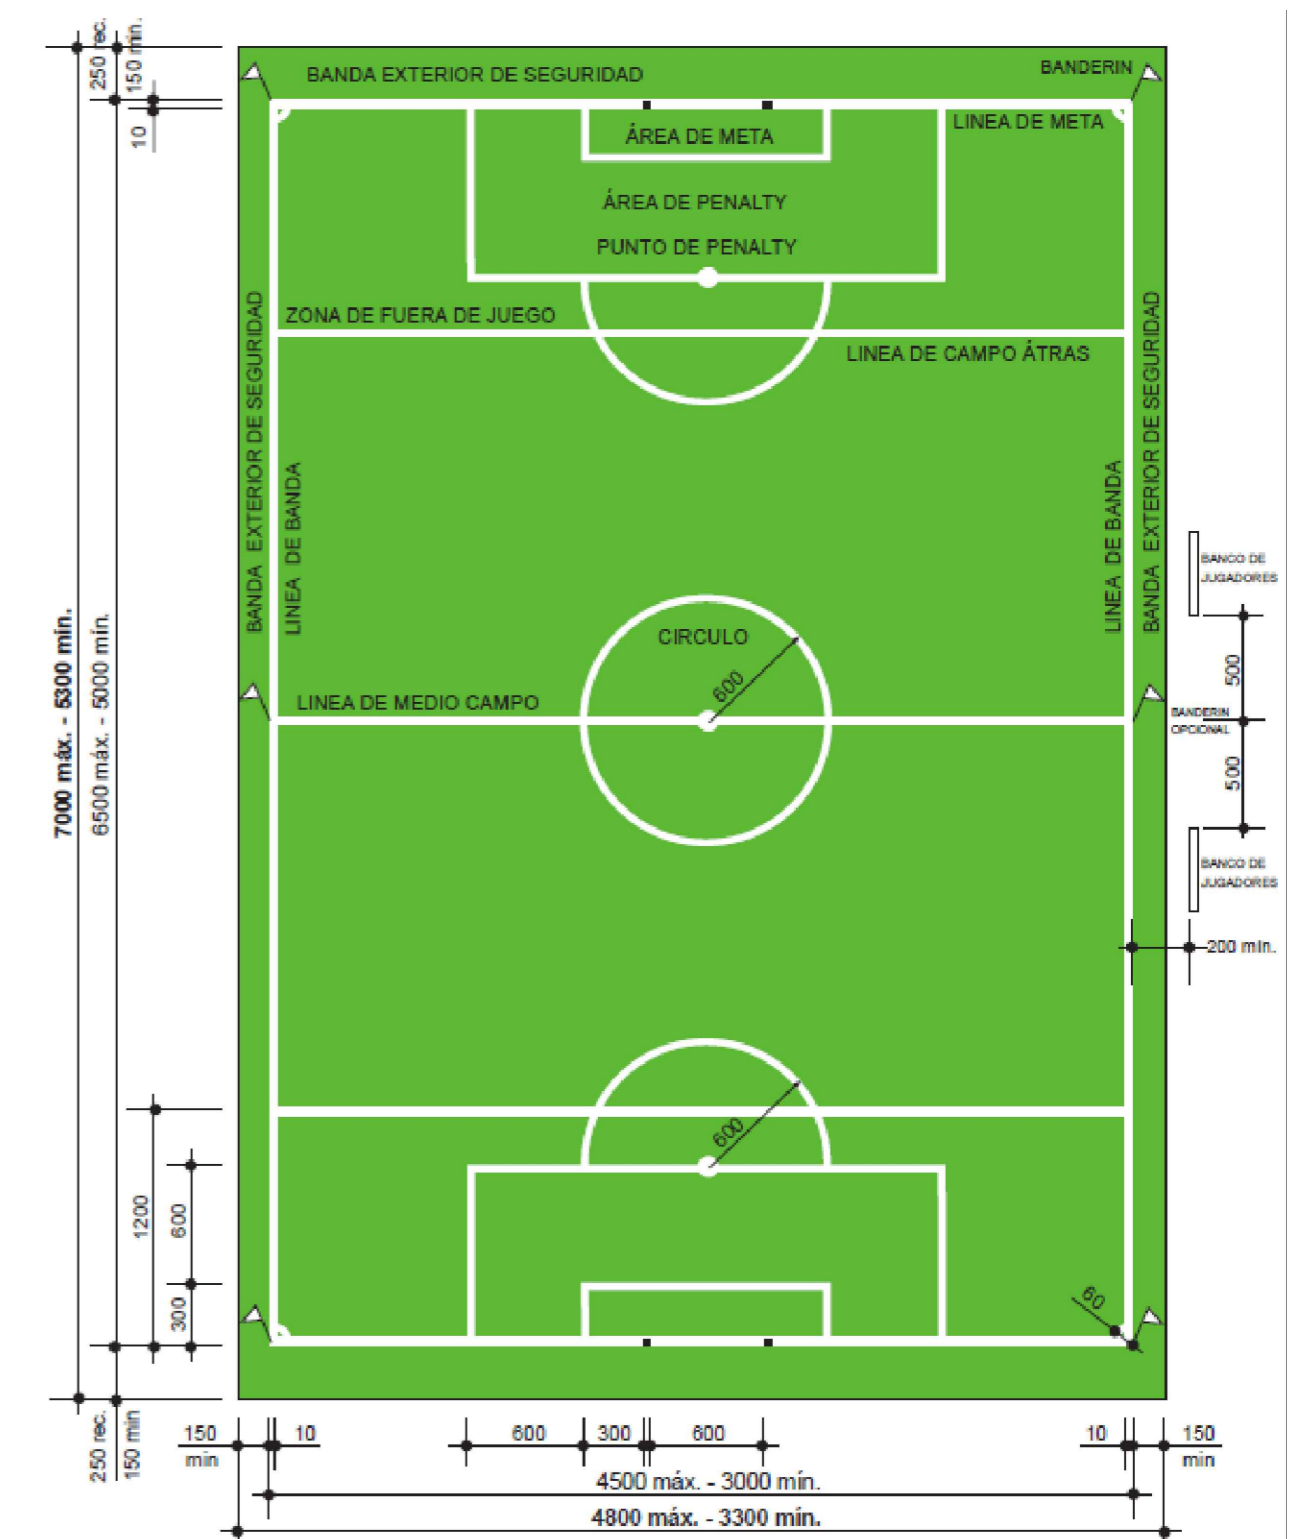 250 rec.
150 mín.
10
BANDA EXTERIOR DE SEGURIDAD
BANDERIN
LINEA DE META
ÁREA DE META
ÁREA DE PENALTY
PUNTO DE PENALTY
ZONA DE FUERA DE JUEGO
LINEA DE CAMPO ÁTRAS
BANDA EXTERIOR DE SEGURIDAD
LINEA DE BANDA
LINEA DE BANDA
BANDA EXTERIOR DE SEGURIDAD
BANCO DE
JUGADORES
7000 máx. - 5300 mín.
6500 máx. - 5000 mín.
CIRCULO
600
500
LINEA DE MEDIO CAMPO
BANDERIN
OPCIONAL
500
BANCO DE
JUGADORES
200 mín.
600
1200
600
300
60
250 rec.
150 mín
150
mín
10
600
300
600
10
150
mín
4500 máx. - 3000 mín.
4800 máx. - 3300 mín.